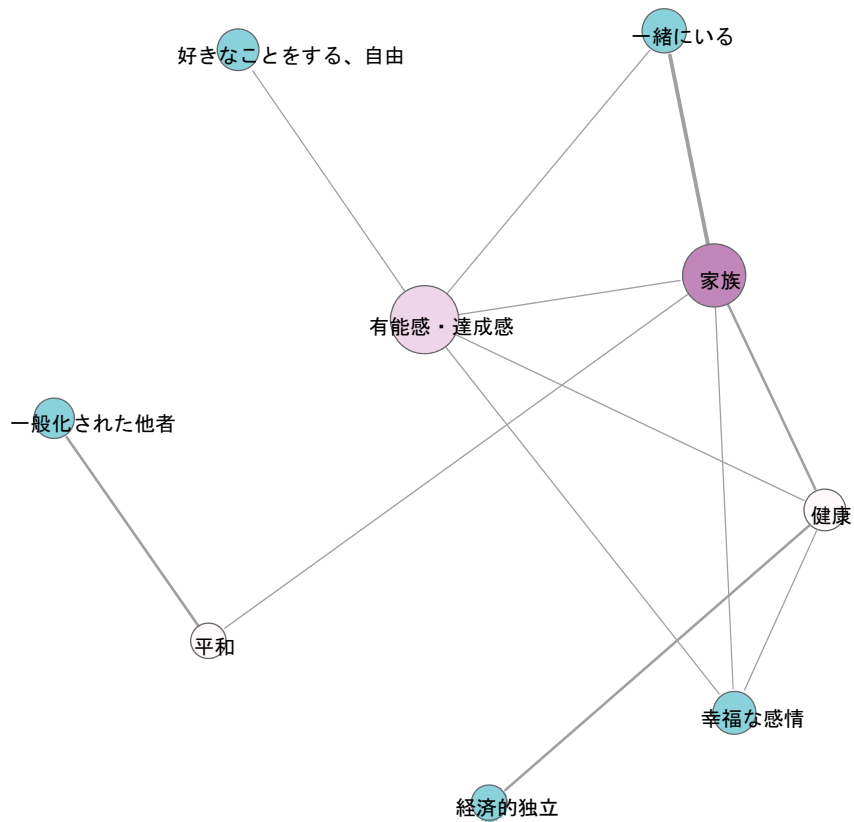 一緒にいる
好きなことをする、自由
家族
有能感・達成感
一般化された他者
健康
平和
幸福な感情
経済的独立